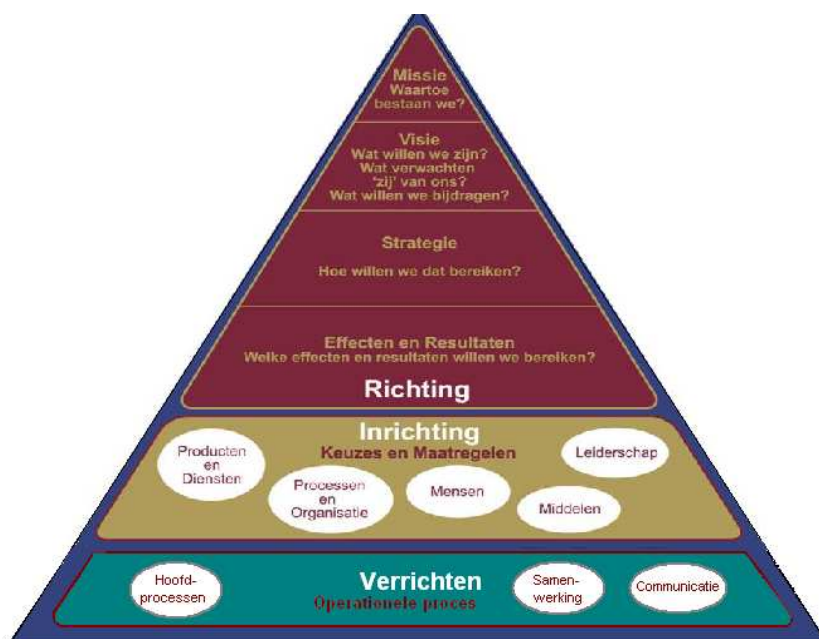 Missie
Waartoe
bestaan we?
Visie
Wat willen we zijn?
Wat verwachten
'zij' van ons?
Wat willen we bijdragen?
Strategie
Hoe willen we dat bereiken?
Effecten en Resultaten
Welke effecten en resultaten willen we bereiken?
Richting
Inrichting
Keuzes en Maatregelen
Producten
en
Diensten
Processen
en
Organisatie
Mensen
Middelen
Leiderschap
Verrichten
Operationele proces
Hoofd-
processen
Samen-
werking
Communicatie